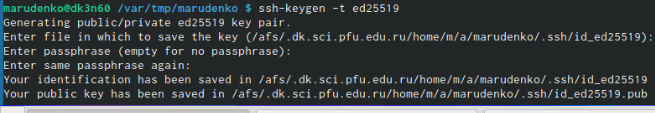 marudenko@dk3n60 /var/tmp/marudenko $ ssh-keygen -t ed25519
Generating public/private ed25519 key pair.
Enter file in which to save the key (/afs/.dk.sci.pfu.edu.ru/home/m/a/marudenko/.ssh/id_ed25519):
Enter passphrase (empty for no passphrase):
Enter same passphrase again:
Your identification has been saved in /afs/.dk.sci.pfu.edu.ru/home/m/a/marudenko/.ssh/id_ed25519
Your public key has been saved in /afs/.dk.sci.pfu.edu.ru/home/m/a/marudenko/.ssh/id_ed25519.pub